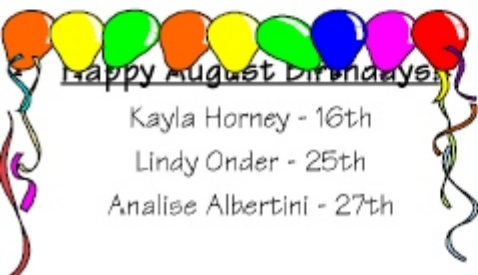 Happy August Birthdays!
Kayla Horney - 16th
Lindy Onder - 25th
Analise Albertini - 27th